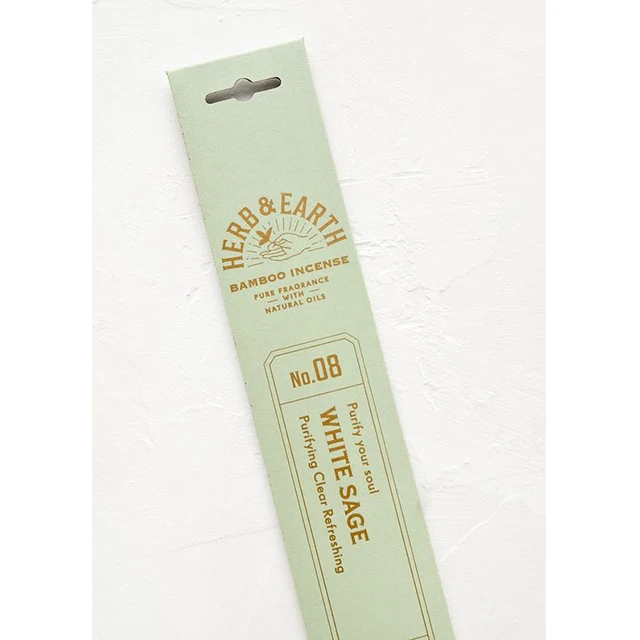 HERB & EARTH
BAMBOO INCENSE
PURE FRAGRANCE
WITH
NATURAL OILS
No.08
Purify your soul
WHITE SAGE
Purifying Clear Refreshing